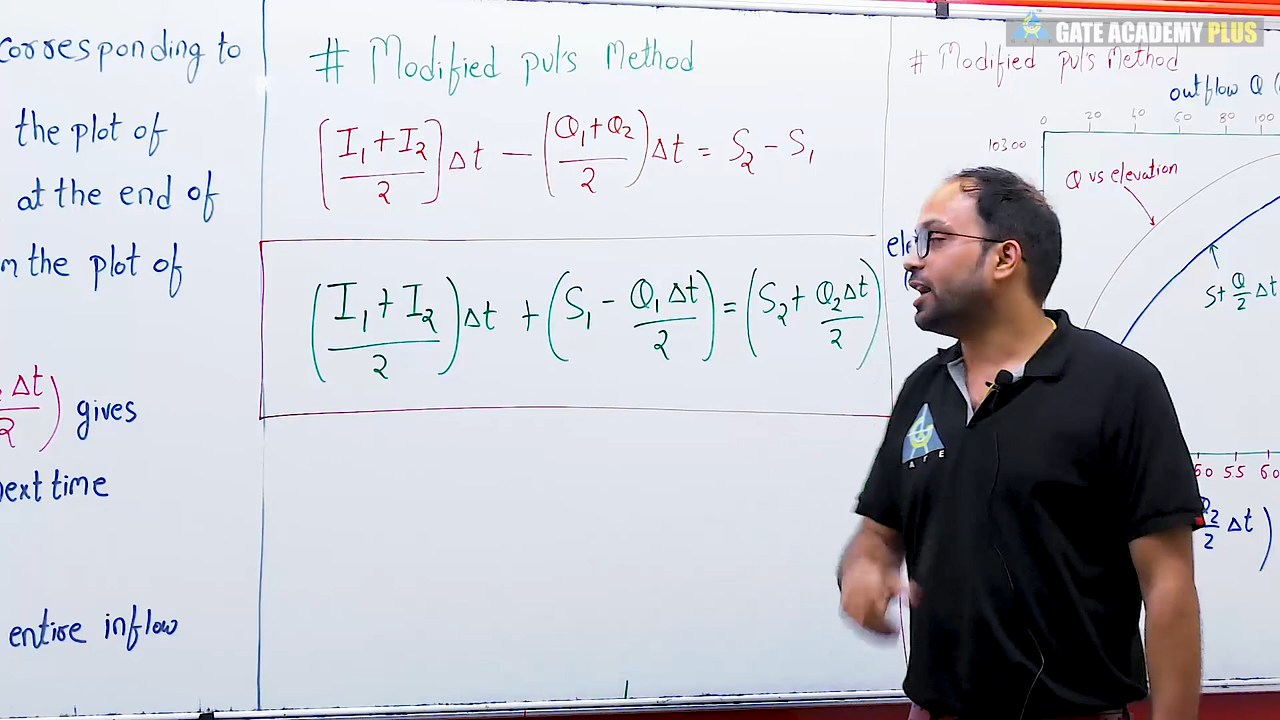 corresponding to
the plot of
at the end of
the plot of
Δt/2) gives
next time
entire inflow
# Modified pul's Method
((I₁ + I₂)/2) Δt − ((Q₁ + Q₂)/2) Δt = S₂ − S₁
((I₁ + I₂)/2) Δt + (S₁ − Q₁Δt/2) = (S₂ + Q₂Δt/2)
GATE ACADEMY PLUS
# Modified pul's Method
outflow Q (
0 20 40 60 80 100
103.00
Q vs elevation
S + Q/2 Δt
50 55 60
Q₂/2 Δt)
A G E